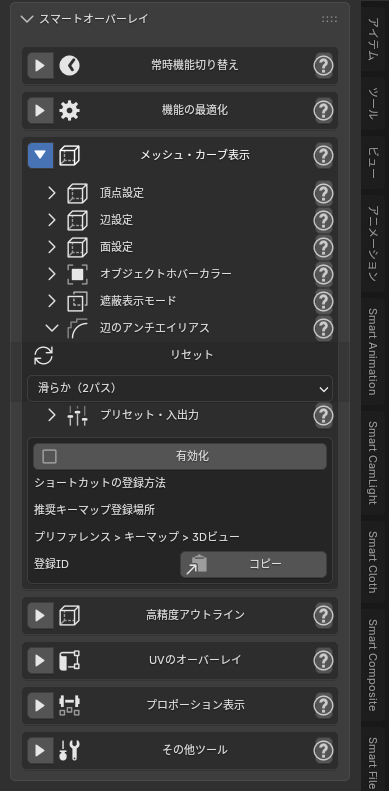 スマートオーバーレイ
常時機能切り替え
機能の最適化
メッシュ・カーブ表示
頂点設定
辺設定
面設定
オブジェクトホバーカラー
遮蔽表示モード
辺のアンチエイリアス
リセット
滑らか（2パス）
プリセット・入出力
有効化
ショートカットの登録方法
推奨キーマップ登録場所
プリファレンス > キーマップ > 3Dビュー
登録ID
コピー
高精度アウトライン
UVのオーバーレイ
プロポーション表示
その他ツール
アイテム
ツール
ビュー
アニメーション
Smart Animation
Smart CamLight
Smart Cloth
Smart Composite
Smart File